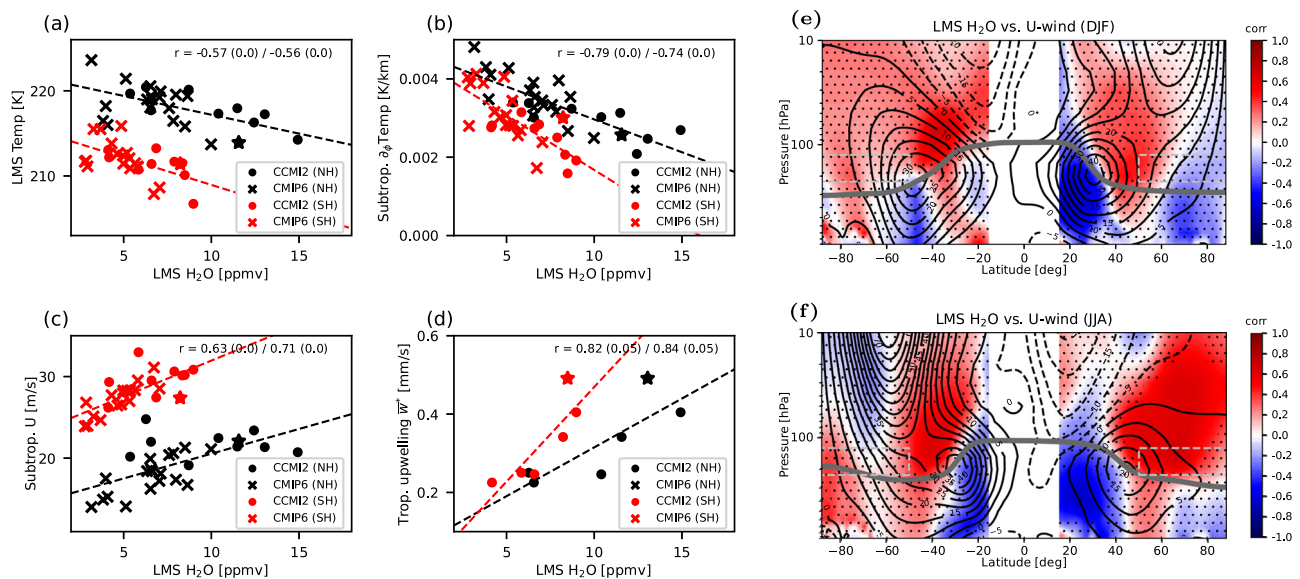 (a)
r = -0.57 (0.0) / -0.56 (0.0)
LMS Temp [K]
220
210
CCMI2 (NH)
CMIP6 (NH)
CCMI2 (SH)
CMIP6 (SH)
5
10
15
LMS H₂O [ppmv]
(b)
r = -0.79 (0.0) / -0.74 (0.0)
Subtrop. ∂ϕ Temp [K/km]
0.004
0.002
0.000
CCMI2 (NH)
CMIP6 (NH)
CCMI2 (SH)
CMIP6 (SH)
5
10
15
LMS H₂O [ppmv]
(e)
LMS H₂O vs. U-wind (DJF)
corr
Pressure [hPa]
10
100
−80
−60
−40
−20
0
20
40
60
80
Latitude [deg]
1.0
0.8
0.6
0.4
0.2
0.0
-0.2
-0.4
-0.6
-0.8
-1.0
(c)
r = 0.63 (0.0) / 0.71 (0.0)
Subtrop. U [m/s]
30
20
CCMI2 (NH)
CMIP6 (NH)
CCMI2 (SH)
CMIP6 (SH)
5
10
15
LMS H₂O [ppmv]
(d)
r = 0.82 (0.05) / 0.84 (0.05)
Trop. upwelling w̅* [mm/s]
0.6
0.4
0.2
CCMI2 (NH)
CMIP6 (NH)
CCMI2 (SH)
CMIP6 (SH)
5
10
15
LMS H₂O [ppmv]
(f)
LMS H₂O vs. U-wind (JJA)
corr
Pressure [hPa]
10
100
−80
−60
−40
−20
0
20
40
60
80
Latitude [deg]
1.0
0.8
0.6
0.4
0.2
0.0
-0.2
-0.4
-0.6
-0.8
-1.0